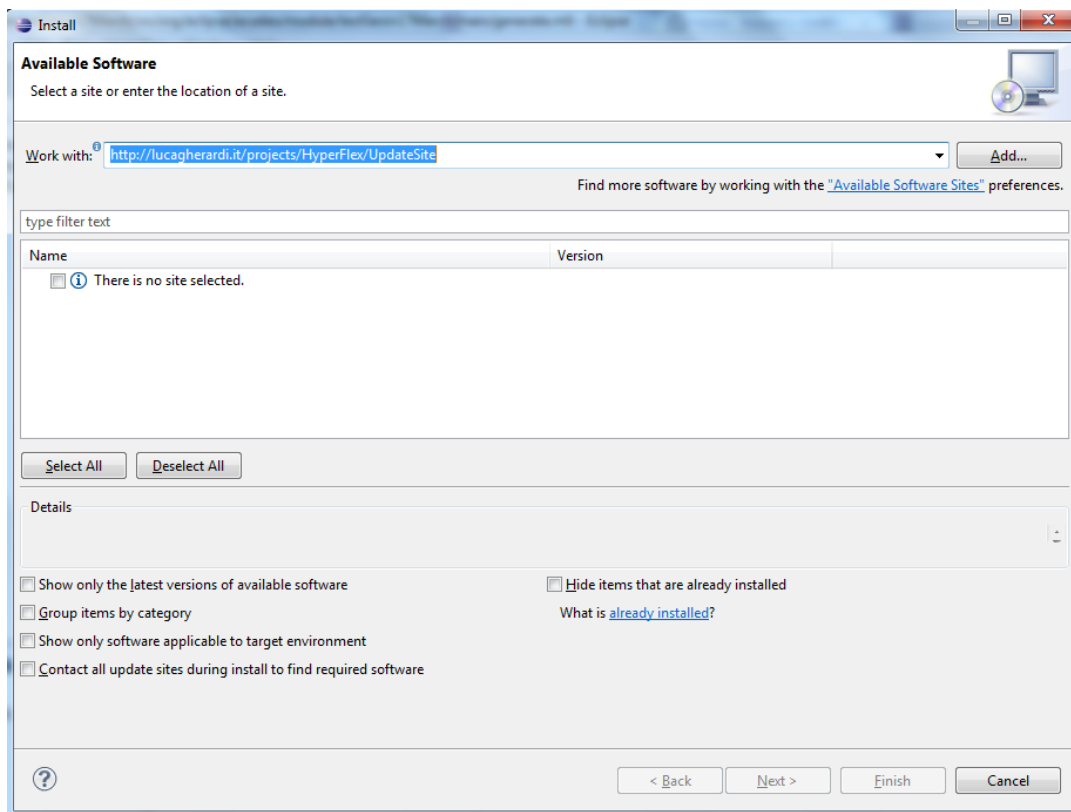 Install
Available Software
Select a site or enter the location of a site.
Work with: http://lucagherardi.it/projects/HyperFlex/UpdateSite Add...
Find more software by working with the "Available Software Sites" preferences.
type filter text
Name Version
There is no site selected.
Select All Deselect All
Details
Show only the latest versions of available software Hide items that are already installed
Group items by category What is already installed?
Show only software applicable to target environment
Contact all update sites during install to find required software
< Back Next > Finish Cancel